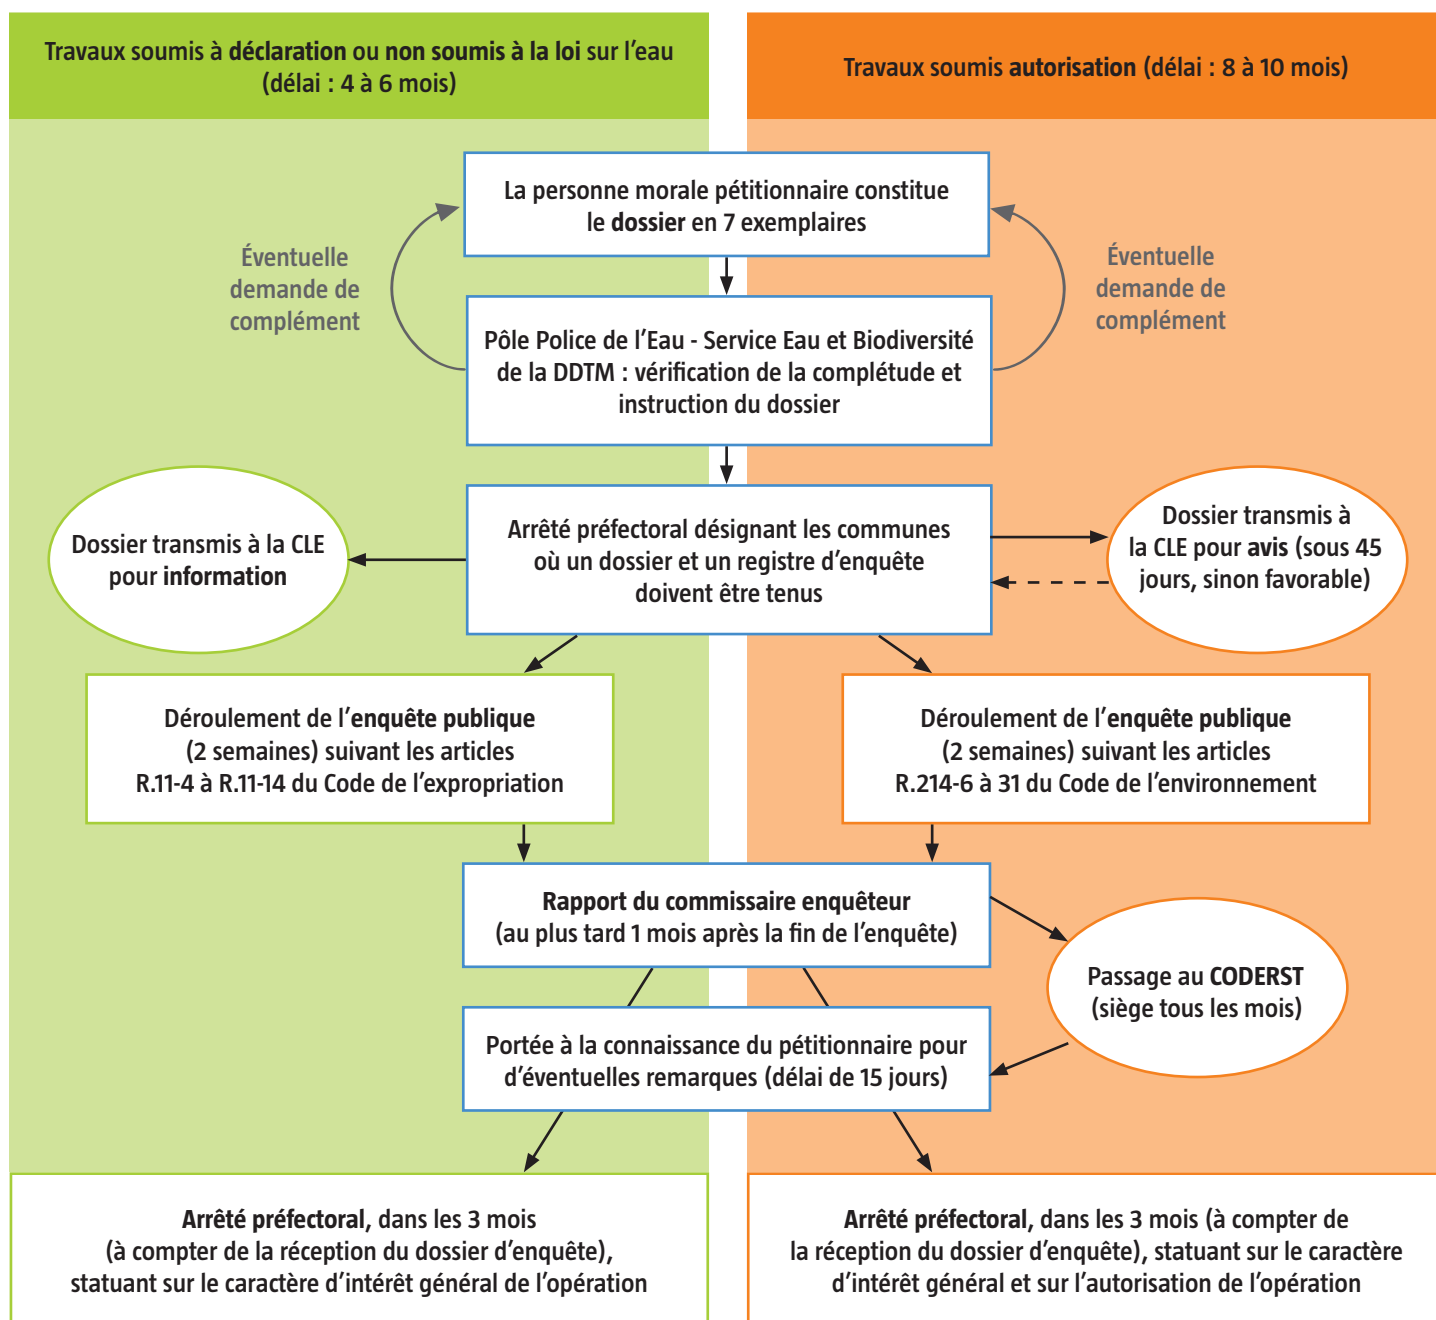 Travaux soumis à déclaration ou non soumis à la loi sur l'eau
(délai : 4 à 6 mois)
Travaux soumis autorisation (délai : 8 à 10 mois)
La personne morale pétitionnaire constitue
le dossier en 7 exemplaires
Éventuelle
demande de
complément
Éventuelle
demande de
complément
Pôle Police de l'Eau - Service Eau et Biodiversité
de la DDTM : vérification de la complétude et
instruction du dossier
Dossier transmis à la CLE
pour information
Arrêté préfectoral désignant les communes
où un dossier et un registre d'enquête
doivent être tenus
Dossier transmis à
la CLE pour avis (sous 45
jours, sinon favorable)
Déroulement de l'enquête publique
(2 semaines) suivant les articles
R.11-4 à R.11-14 du Code de l'expropriation
Déroulement de l'enquête publique
(2 semaines) suivant les articles
R.214-6 à 31 du Code de l'environnement
Rapport du commissaire enquêteur
(au plus tard 1 mois après la fin de l'enquête)
Passage au CODERST
(siège tous les mois)
Portée à la connaissance du pétitionnaire pour
d'éventuelles remarques (délai de 15 jours)
Arrêté préfectoral, dans les 3 mois
(à compter de la réception du dossier d'enquête),
statuant sur le caractère d'intérêt général de l'opération
Arrêté préfectoral, dans les 3 mois (à compter de
la réception du dossier d'enquête), statuant sur le caractère
d'intérêt général et sur l'autorisation de l'opération